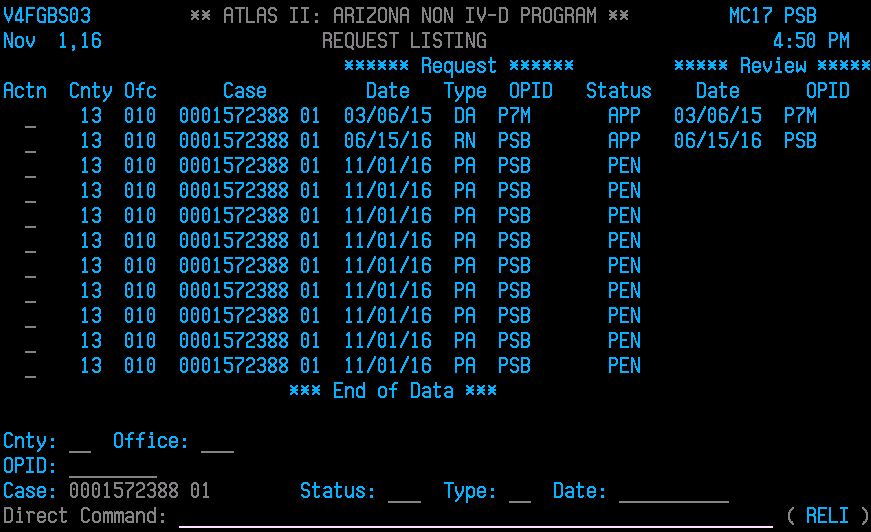 V4FGBS03 ** ATLAS II: ARIZONA NON IV-D PROGRAM ** MC17 PSB
Nov 1,16 REQUEST LISTING 4:50 PM
****** Request ****** ***** Review *****
Actn Cnty Ofc Case Date Type OPID Status Date OPID
_ 13 010 0001572388 01 03/06/15 DA P7M APP 03/06/15 P7M
_ 13 010 0001572388 01 06/15/16 RN PSB APP 06/15/16 PSB
_ 13 010 0001572388 01 11/01/16 PA PSB PEN
_ 13 010 0001572388 01 11/01/16 PA PSB PEN
_ 13 010 0001572388 01 11/01/16 PA PSB PEN
_ 13 010 0001572388 01 11/01/16 PA PSB PEN
_ 13 010 0001572388 01 11/01/16 PA PSB PEN
_ 13 010 0001572388 01 11/01/16 PA PSB PEN
_ 13 010 0001572388 01 11/01/16 PA PSB PEN
_ 13 010 0001572388 01 11/01/16 PA PSB PEN
_ 13 010 0001572388 01 11/01/16 PA PSB PEN
*** End of Data ***
Cnty: __ Office: ___
OPID: ________
Case: 0001572388 01 Status: ___ Type: __ Date: __________
Direct Command: ______________________________________________________ ( RELI )